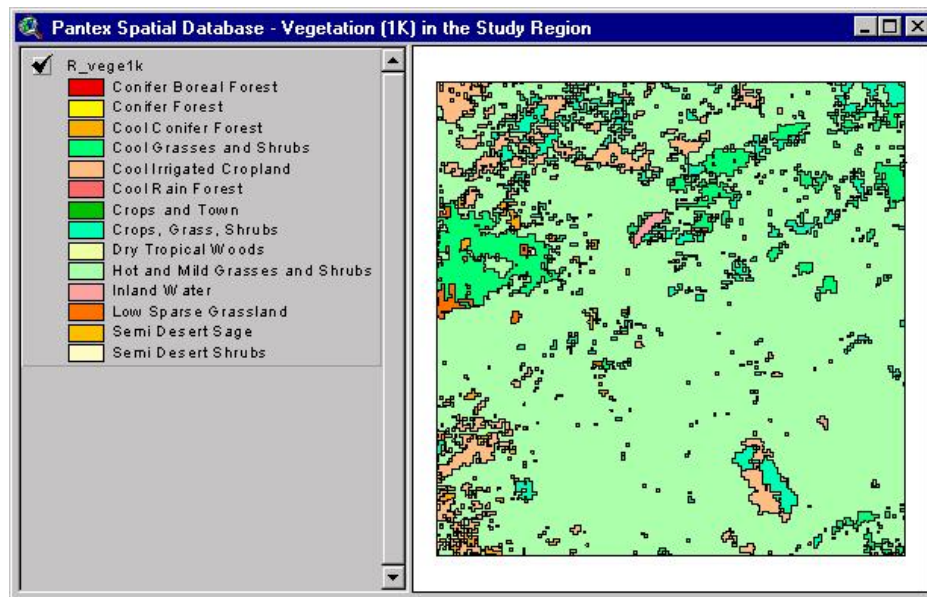 Pantex Spatial Database - Vegetation (1K) in the Study Region
R_vege1k
Conifer Boreal Forest
Conifer Forest
Cool Conifer Forest
Cool Grasses and Shrubs
Cool Irrigated Cropland
Cool Rain Forest
Crops and Town
Crops, Grass, Shrubs
Dry Tropical Woods
Hot and Mild Grasses and Shrubs
Inland Water
Low Sparse Grassland
Semi Desert Sage
Semi Desert Shrubs